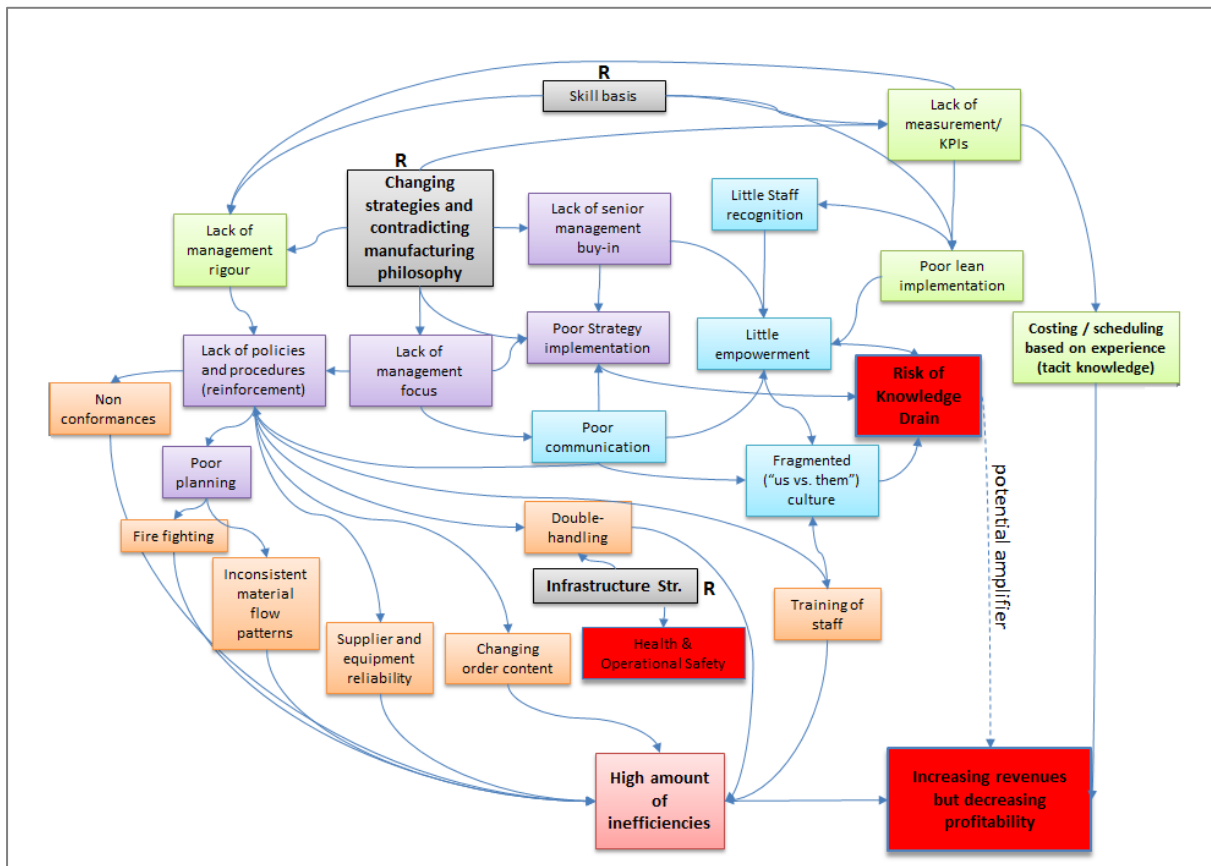 R
Skill basis
Lack of
measurement/
KPIs
R
Changing
strategies and
contradicting
manufacturing
philosophy
Lack of senior
management
buy-in
Little Staff
recognition
Lack of
management
rigour
Poor lean
implementation
Poor Strategy
implementation
Little
empowerment
Costing / scheduling
based on experience
(tacit knowledge)
Lack of policies
and procedures
(reinforcement)
Lack of
management
focus
Risk of
Knowledge
Drain
Non
conformances
Poor
communication
Poor
planning
Fragmented
("us vs. them")
culture
potential amplifier
Fire fighting
Double-
handling
Inconsistent
material
flow
patterns
Infrastructure Str.
R
Training of
staff
Supplier and
equipment
reliability
Changing
order content
Health &
Operational Safety
High amount
of
inefficiencies
Increasing revenues
but decreasing
profitability